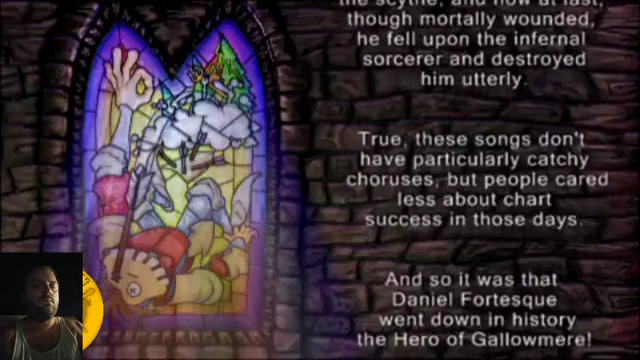 the scythe, and now at last,
though mortally wounded,
he fell upon the infernal
sorcerer and destroyed
him utterly.
True, these songs don't
have particularly catchy
choruses, but people cared
less about chart
success in those days.
And so it was that
Daniel Fortesque
went down in history
the Hero of Gallowmere!